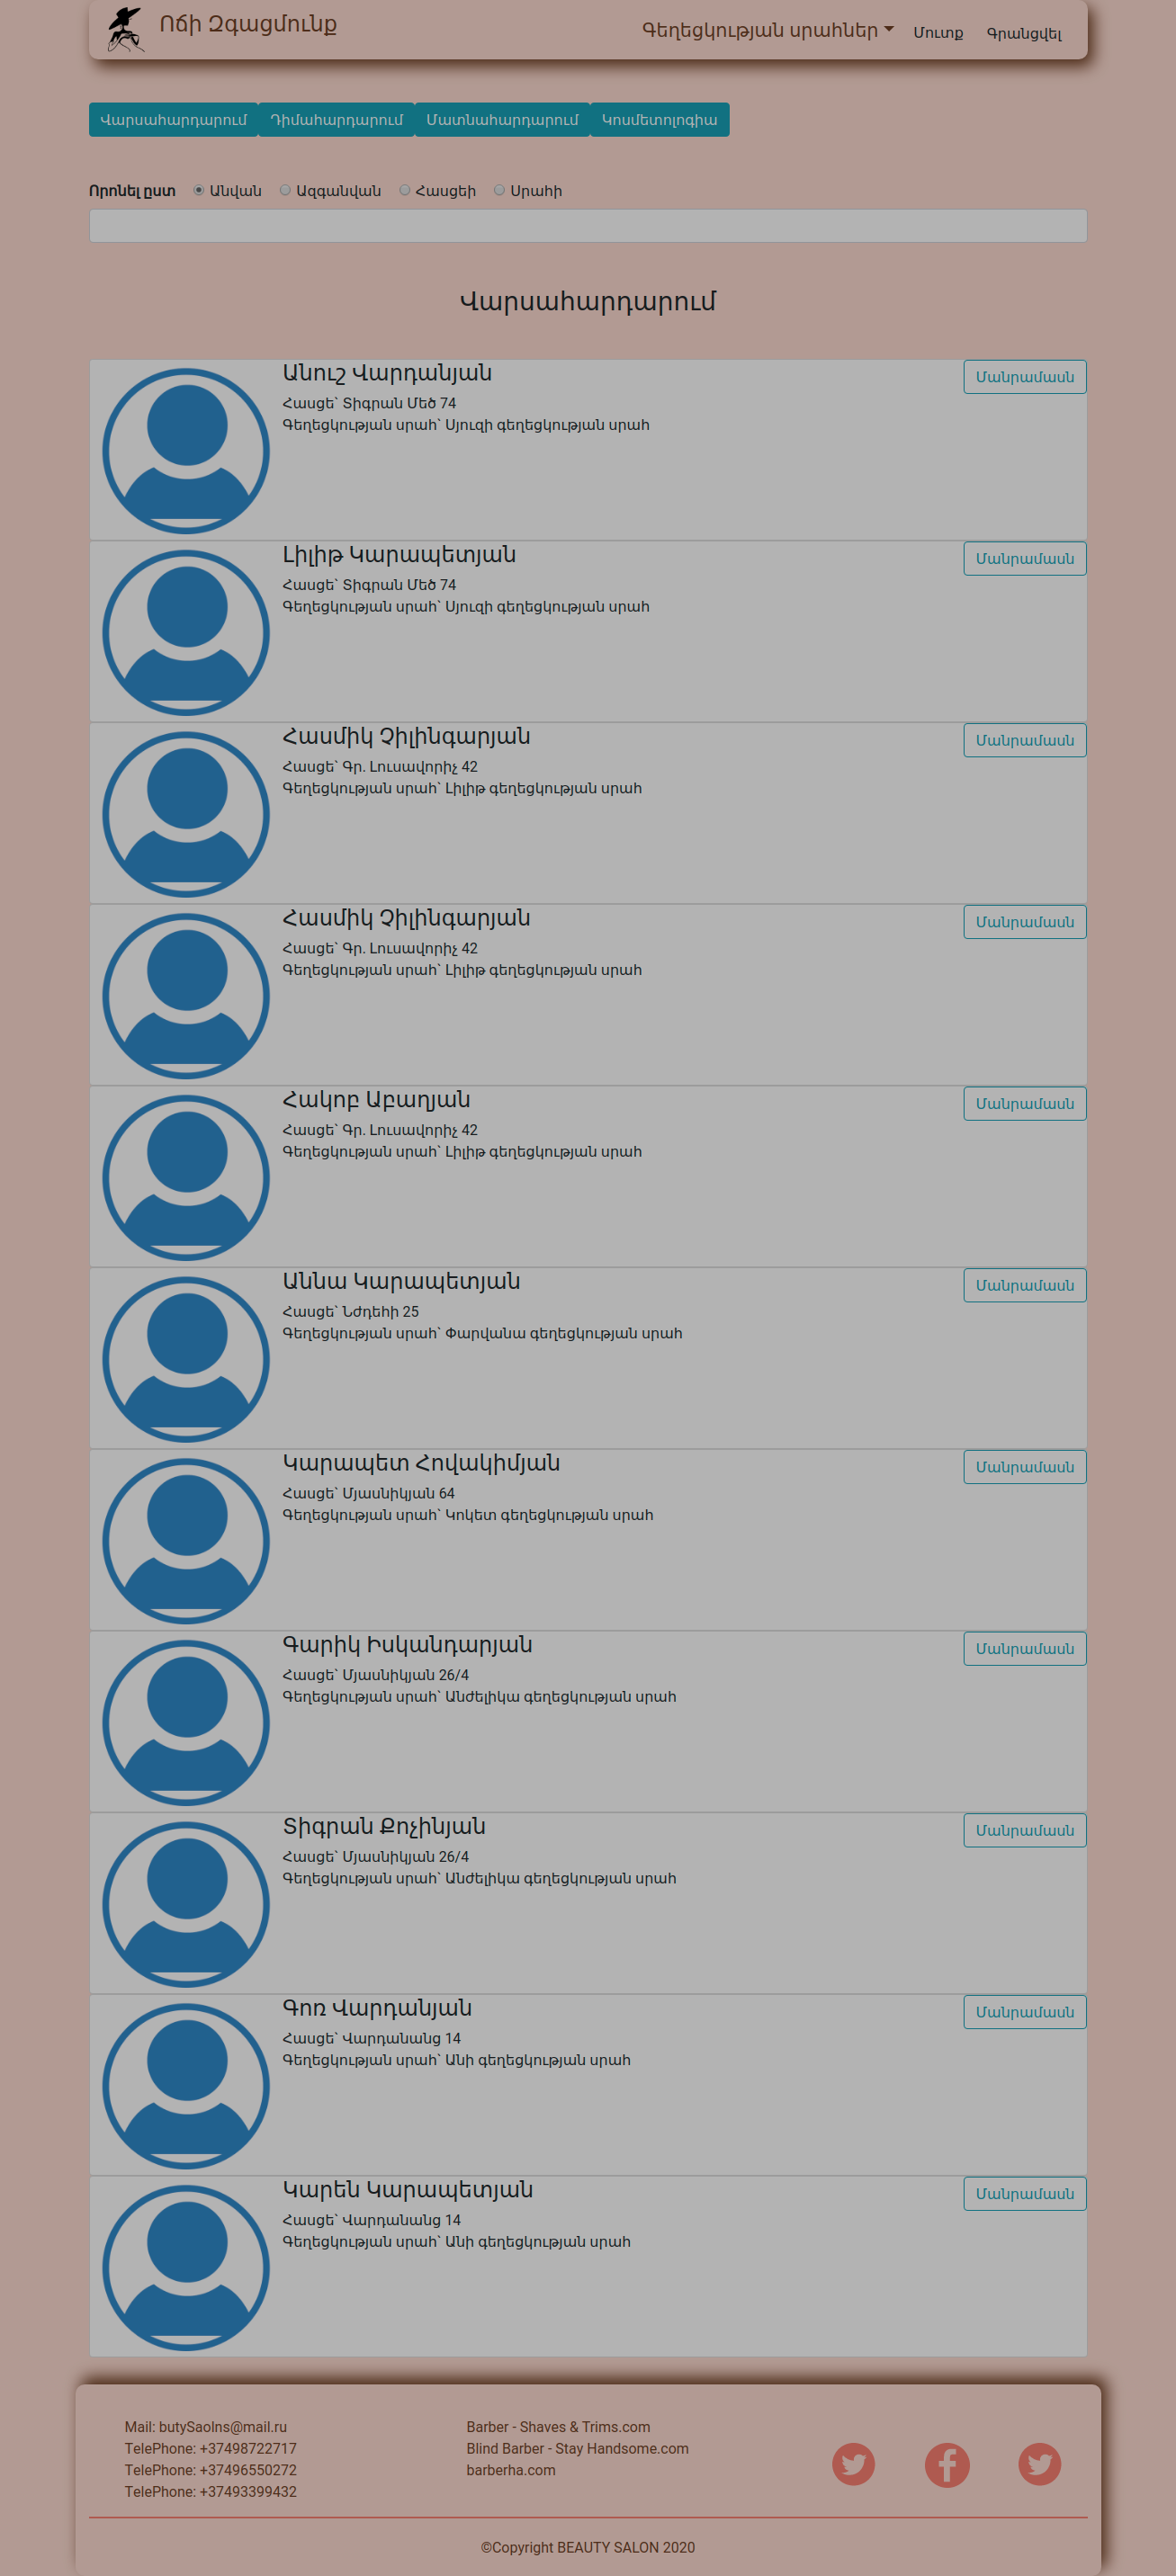 Ոճի Զգացմունք
Գեղեցկության սրահներ
Մուտք
Գրանցվել
Վարսահարդարում
Դիմահարդարում
Մատնահարդարում
Կոսմետոլոգիա
Որոնել ըստ
Անվան
Ազգանվան
Հասցեի
Սրահի
Վարսահարդարում
Անուշ Վարդանյան
Մանրամասն
Հասցե՝ Տիգրան Մեծ 74
Գեղեցկության սրահ՝ Սյուզի գեղեցկության սրահ
Լիլիթ Կարապետյան
Մանրամասն
Հասցե՝ Տիգրան Մեծ 74
Գեղեցկության սրահ՝ Սյուզի գեղեցկության սրահ
Հասմիկ Չիլինգարյան
Մանրամասն
Հասցե՝ Գր. Լուսավորիչ 42
Գեղեցկության սրահ՝ Լիլիթ գեղեցկության սրահ
Հասմիկ Չիլինգարյան
Մանրամասն
Հասցե՝ Գր. Լուսավորիչ 42
Գեղեցկության սրահ՝ Լիլիթ գեղեցկության սրահ
Հակոբ Աբաղյան
Մանրամասն
Հասցե՝ Գր. Լուսավորիչ 42
Գեղեցկության սրահ՝ Լիլիթ գեղեցկության սրահ
Աննա Կարապետյան
Մանրամասն
Հասցե՝ Նժդեհի 25
Գեղեցկության սրահ՝ Փարվանա գեղեցկության սրահ
Կարապետ Հովակիմյան
Մանրամասն
Հասցե՝ Մյասնիկյան 64
Գեղեցկության սրահ՝ Կոկետ գեղեցկության սրահ
Գարիկ Իսկանդարյան
Մանրամասն
Հասցե՝ Մյասնիկյան 26/4
Գեղեցկության սրահ՝ Անժելիկա գեղեցկության սրահ
Տիգրան Քոչինյան
Մանրամասն
Հասցե՝ Մյասնիկյան 26/4
Գեղեցկության սրահ՝ Անժելիկա գեղեցկության սրահ
Գոռ Վարդանյան
Մանրամասն
Հասցե՝ Վարդանանց 14
Գեղեցկության սրահ՝ Անի գեղեցկության սրահ
Կարեն Կարապետյան
Մանրամասն
Հասցե՝ Վարդանանց 14
Գեղեցկության սրահ՝ Անի գեղեցկության սրահ
Mail: butySaolns@mail.ru
TelePhone: +37498722717
TelePhone: +37496550272
TelePhone: +37493399432
Barber - Shaves & Trims.com
Blind Barber - Stay Handsome.com
barberha.com
©Copyright BEAUTY SALON 2020